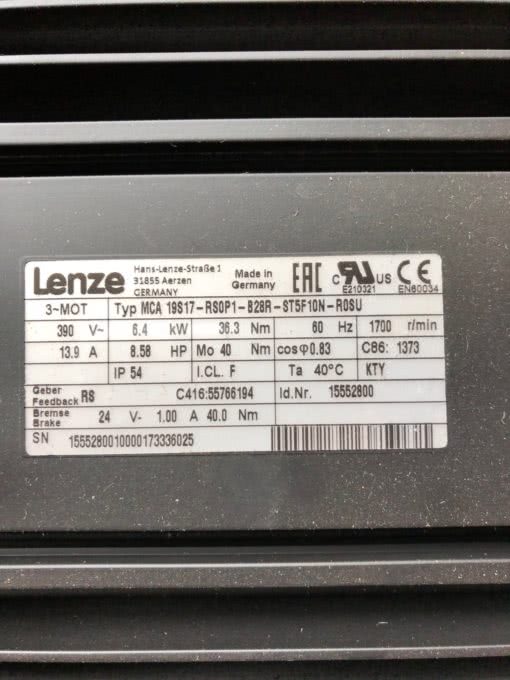 Lenze
Hans-Lenze-Straße 1
31855 Aerzen
GERMANY
Made in
Germany
EAC
C RU US
E210321
CE
EN60034
3~MOT Typ MCA 19S17-RS0P1-B28R-ST5F10N-R0SU
390 V~ 6.4 kW 36.3 Nm 60 Hz 1700 r/min
13.9 A 8.58 HP Mo 40 Nm cosφ0.83 C86: 1373
IP 54 I.CL. F Ta 40°C KTY
Geber
Feedback RS C416:55766194 Id.Nr. 15552800
Bremse
Brake 24 V- 1.00 A 40.0 Nm
SN 1555280010000173336025